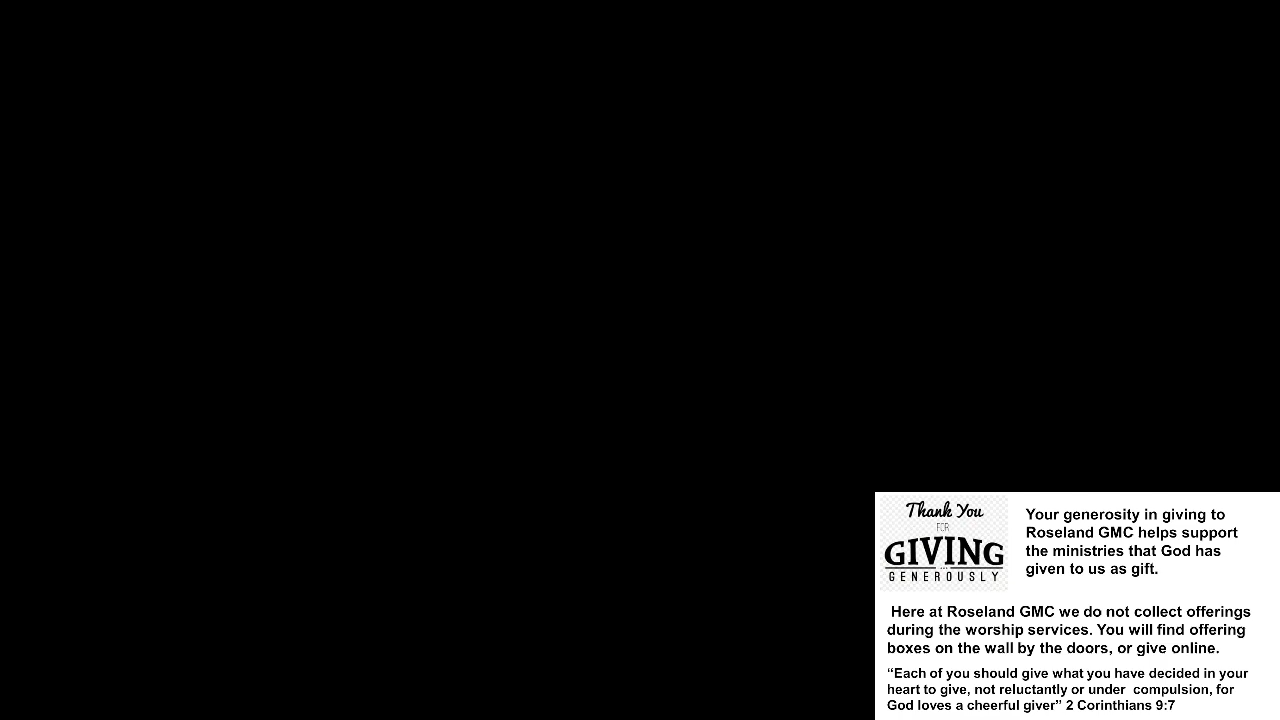 Thank You
FOR
GIVING
GENEROUSLY
Your generosity in giving to
Roseland GMC helps support
the ministries that God has
given to us as gift.
Here at Roseland GMC we do not collect offerings
during the worship services. You will find offering
boxes on the wall by the doors, or give online.
“Each of you should give what you have decided in your
heart to give, not reluctantly or under compulsion, for
God loves a cheerful giver” 2 Corinthians 9:7